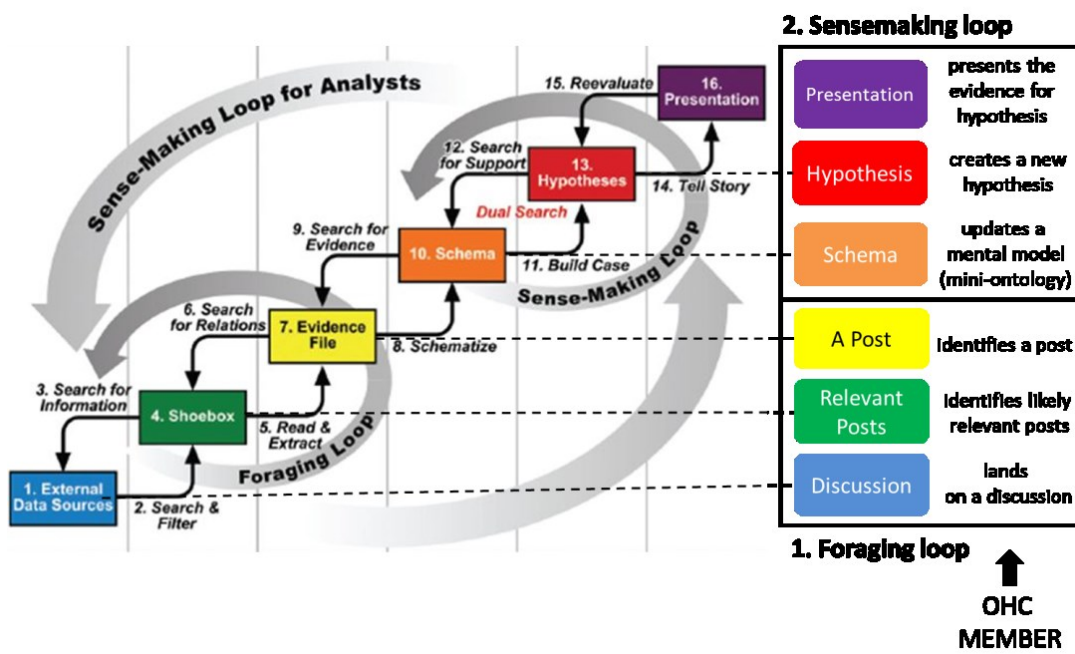 2. Sensemaking loop
Sense-Making Loop for Analysts
15. Reevaluate
16.
Presentation
12. Search
for Support
13.
Hypotheses
14. Tell Story
Dual Search
9. Search for
Evidence
10. Schema
11. Build Case
Sense-Making Loop
6. Search
for Relations
7. Evidence
File
8. Schematize
3. Search for
Information
4. Shoebox
5. Read &
Extract
Foraging Loop
1. External
Data Sources
2. Search &
Filter
Presentation
presents the
evidence for
hypothesis
Hypothesis
creates a new
hypothesis
Schema
updates a
mental model
(mini-ontology)
A Post
identifies a post
Relevant
Posts
identifies likely
relevant posts
Discussion
lands
on a discussion
1. Foraging loop
OHC
MEMBER